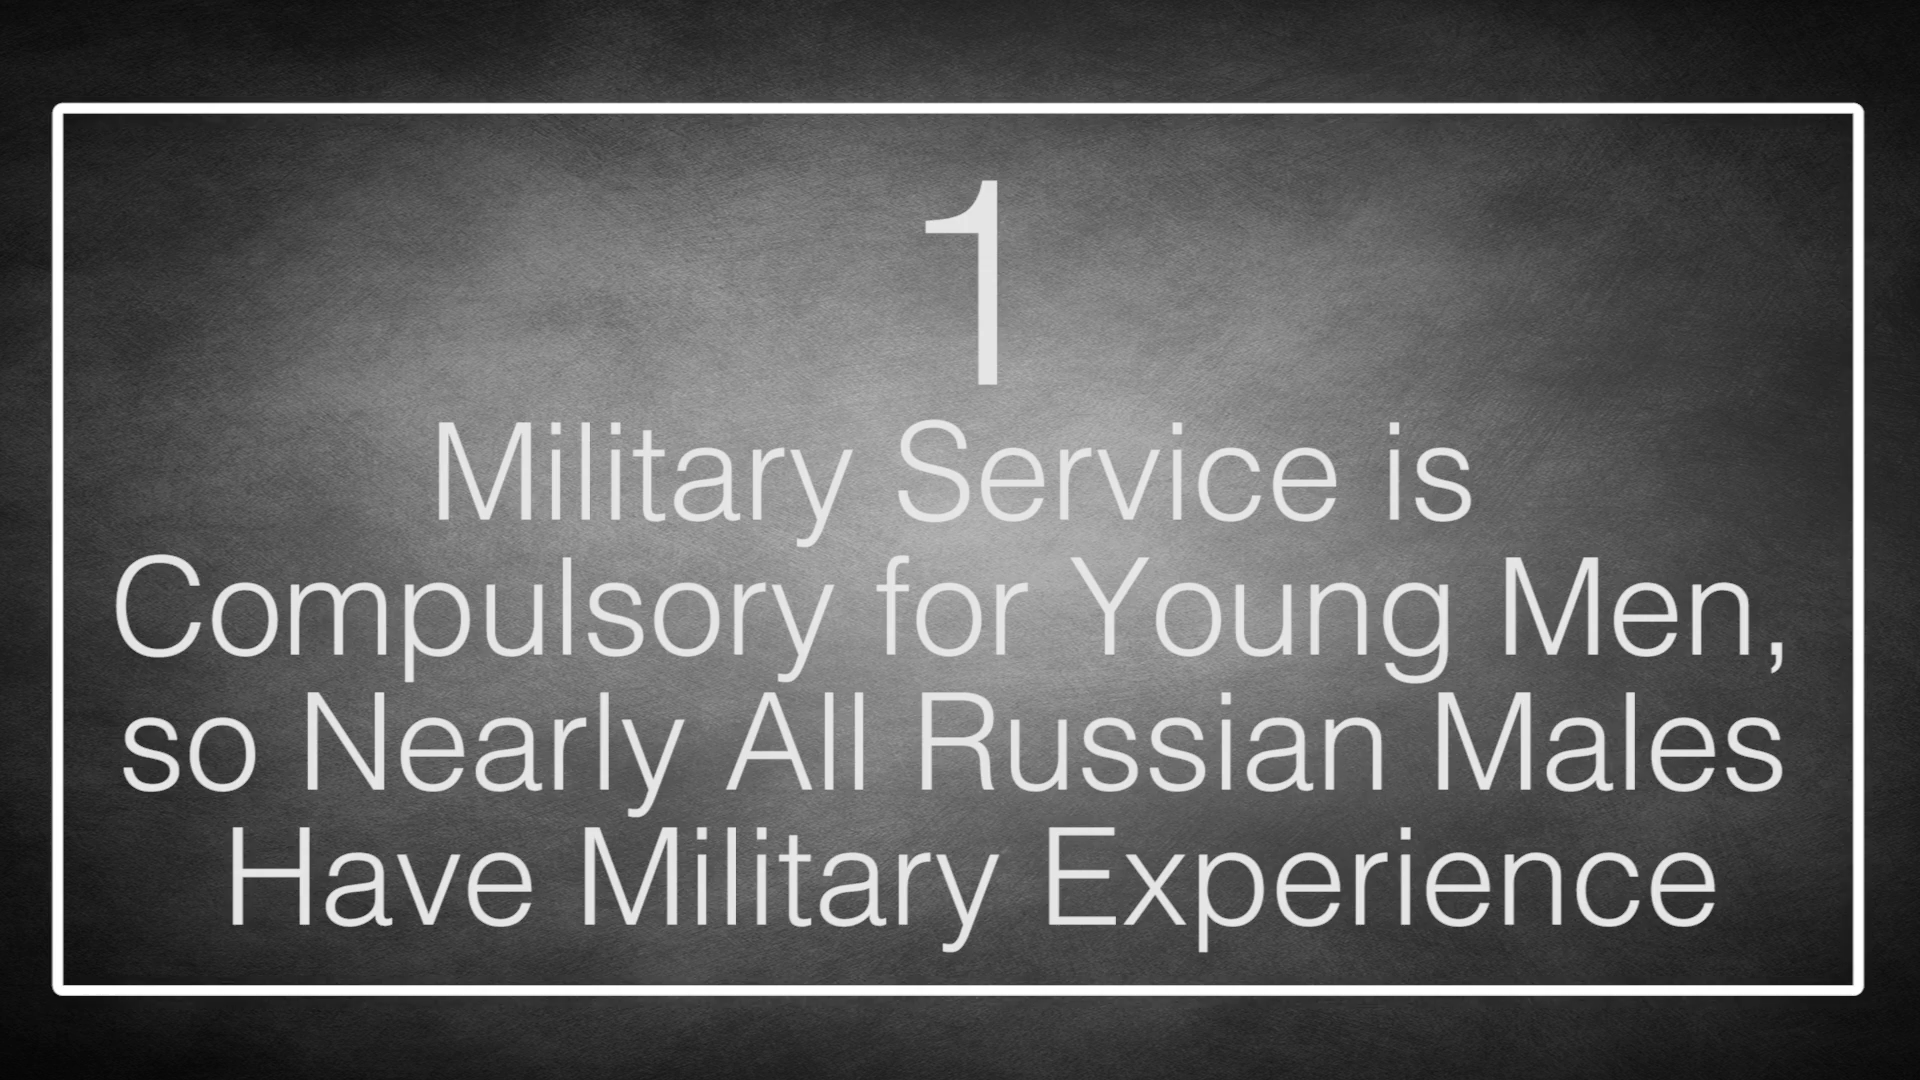 1
Military Service is
Compulsory for Young Men,
so Nearly All Russian Males
Have Military Experience